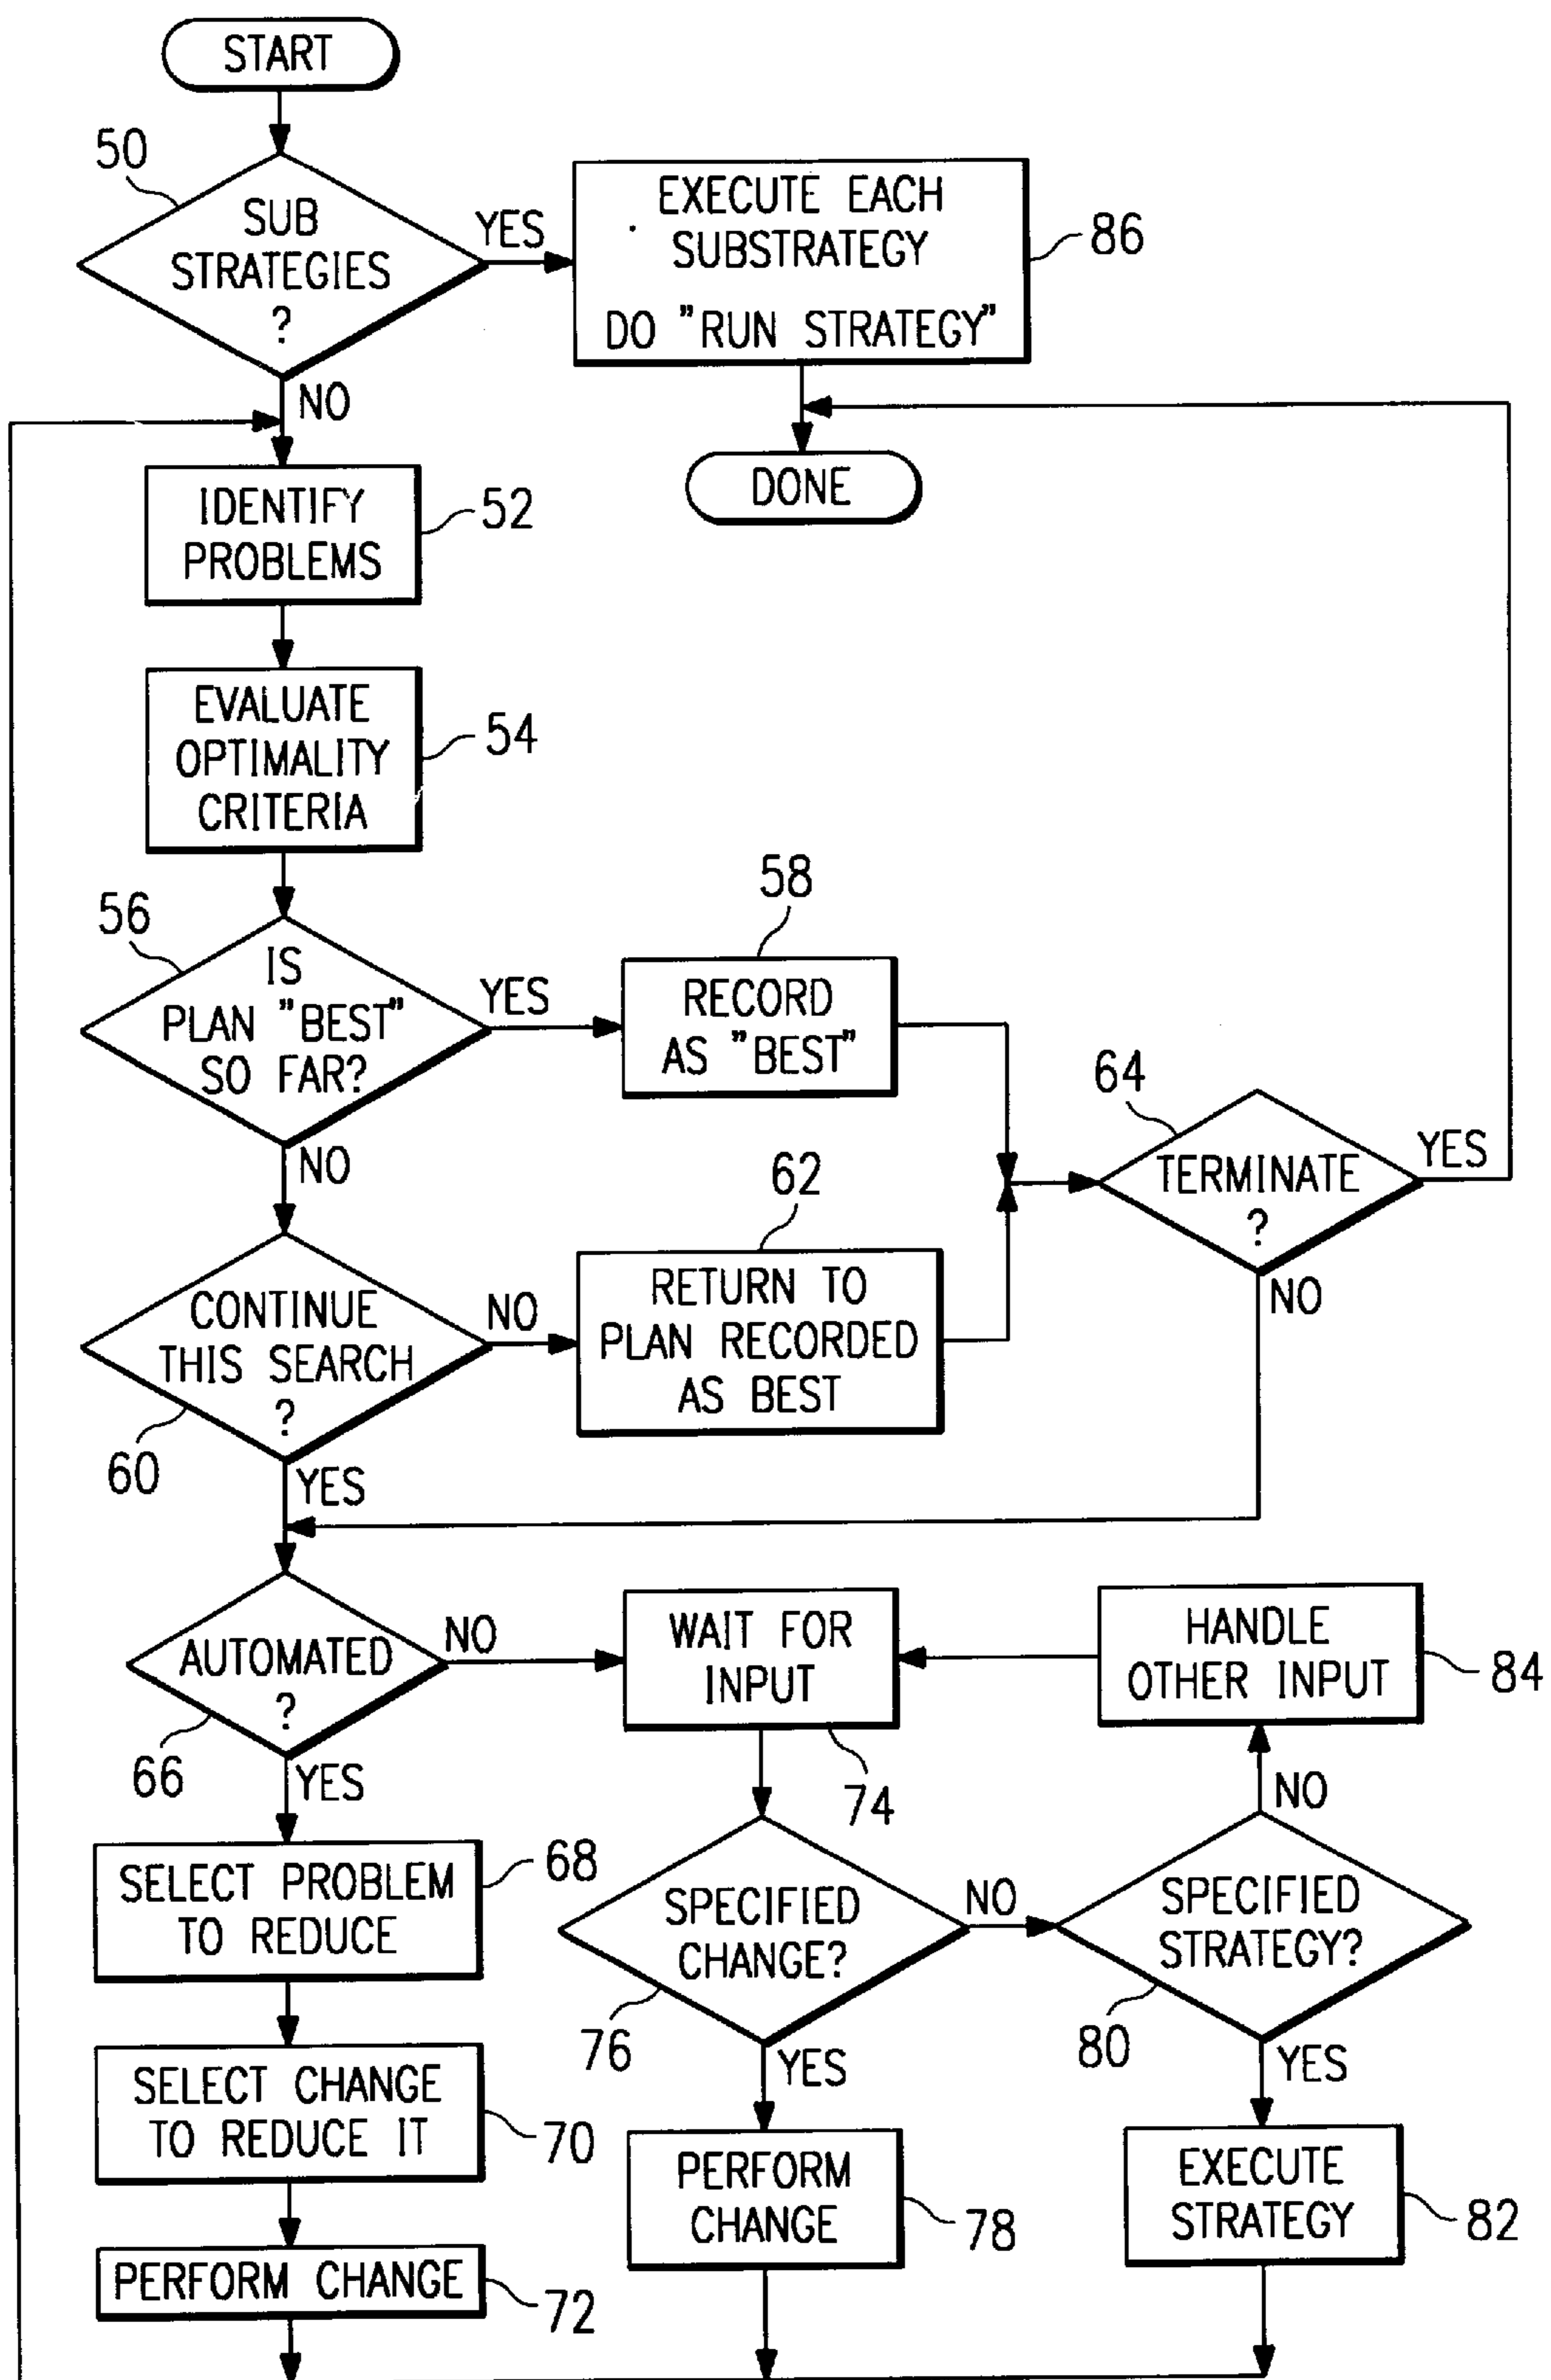 START
50
SUB
STRATEGIES
?
YES
EXECUTE EACH
SUBSTRATEGY
DO "RUN STRATEGY"
86
NO
DONE
IDENTIFY
PROBLEMS
52
EVALUATE
OPTIMALITY
CRITERIA
54
56
IS
PLAN "BEST"
SO FAR?
YES
58
RECORD
AS "BEST"
NO
64
TERMINATE
?
YES
NO
62
CONTINUE
THIS SEARCH
?
NO
RETURN TO
PLAN RECORDED
AS BEST
60
YES
AUTOMATED
?
NO
66
YES
WAIT FOR
INPUT
74
HANDLE
OTHER INPUT
84
NO
SELECT PROBLEM
TO REDUCE
68
SPECIFIED
CHANGE?
NO
76
YES
SPECIFIED
STRATEGY?
80
YES
SELECT CHANGE
TO REDUCE IT
70
PERFORM
CHANGE
78
EXECUTE
STRATEGY
82
PERFORM CHANGE
72